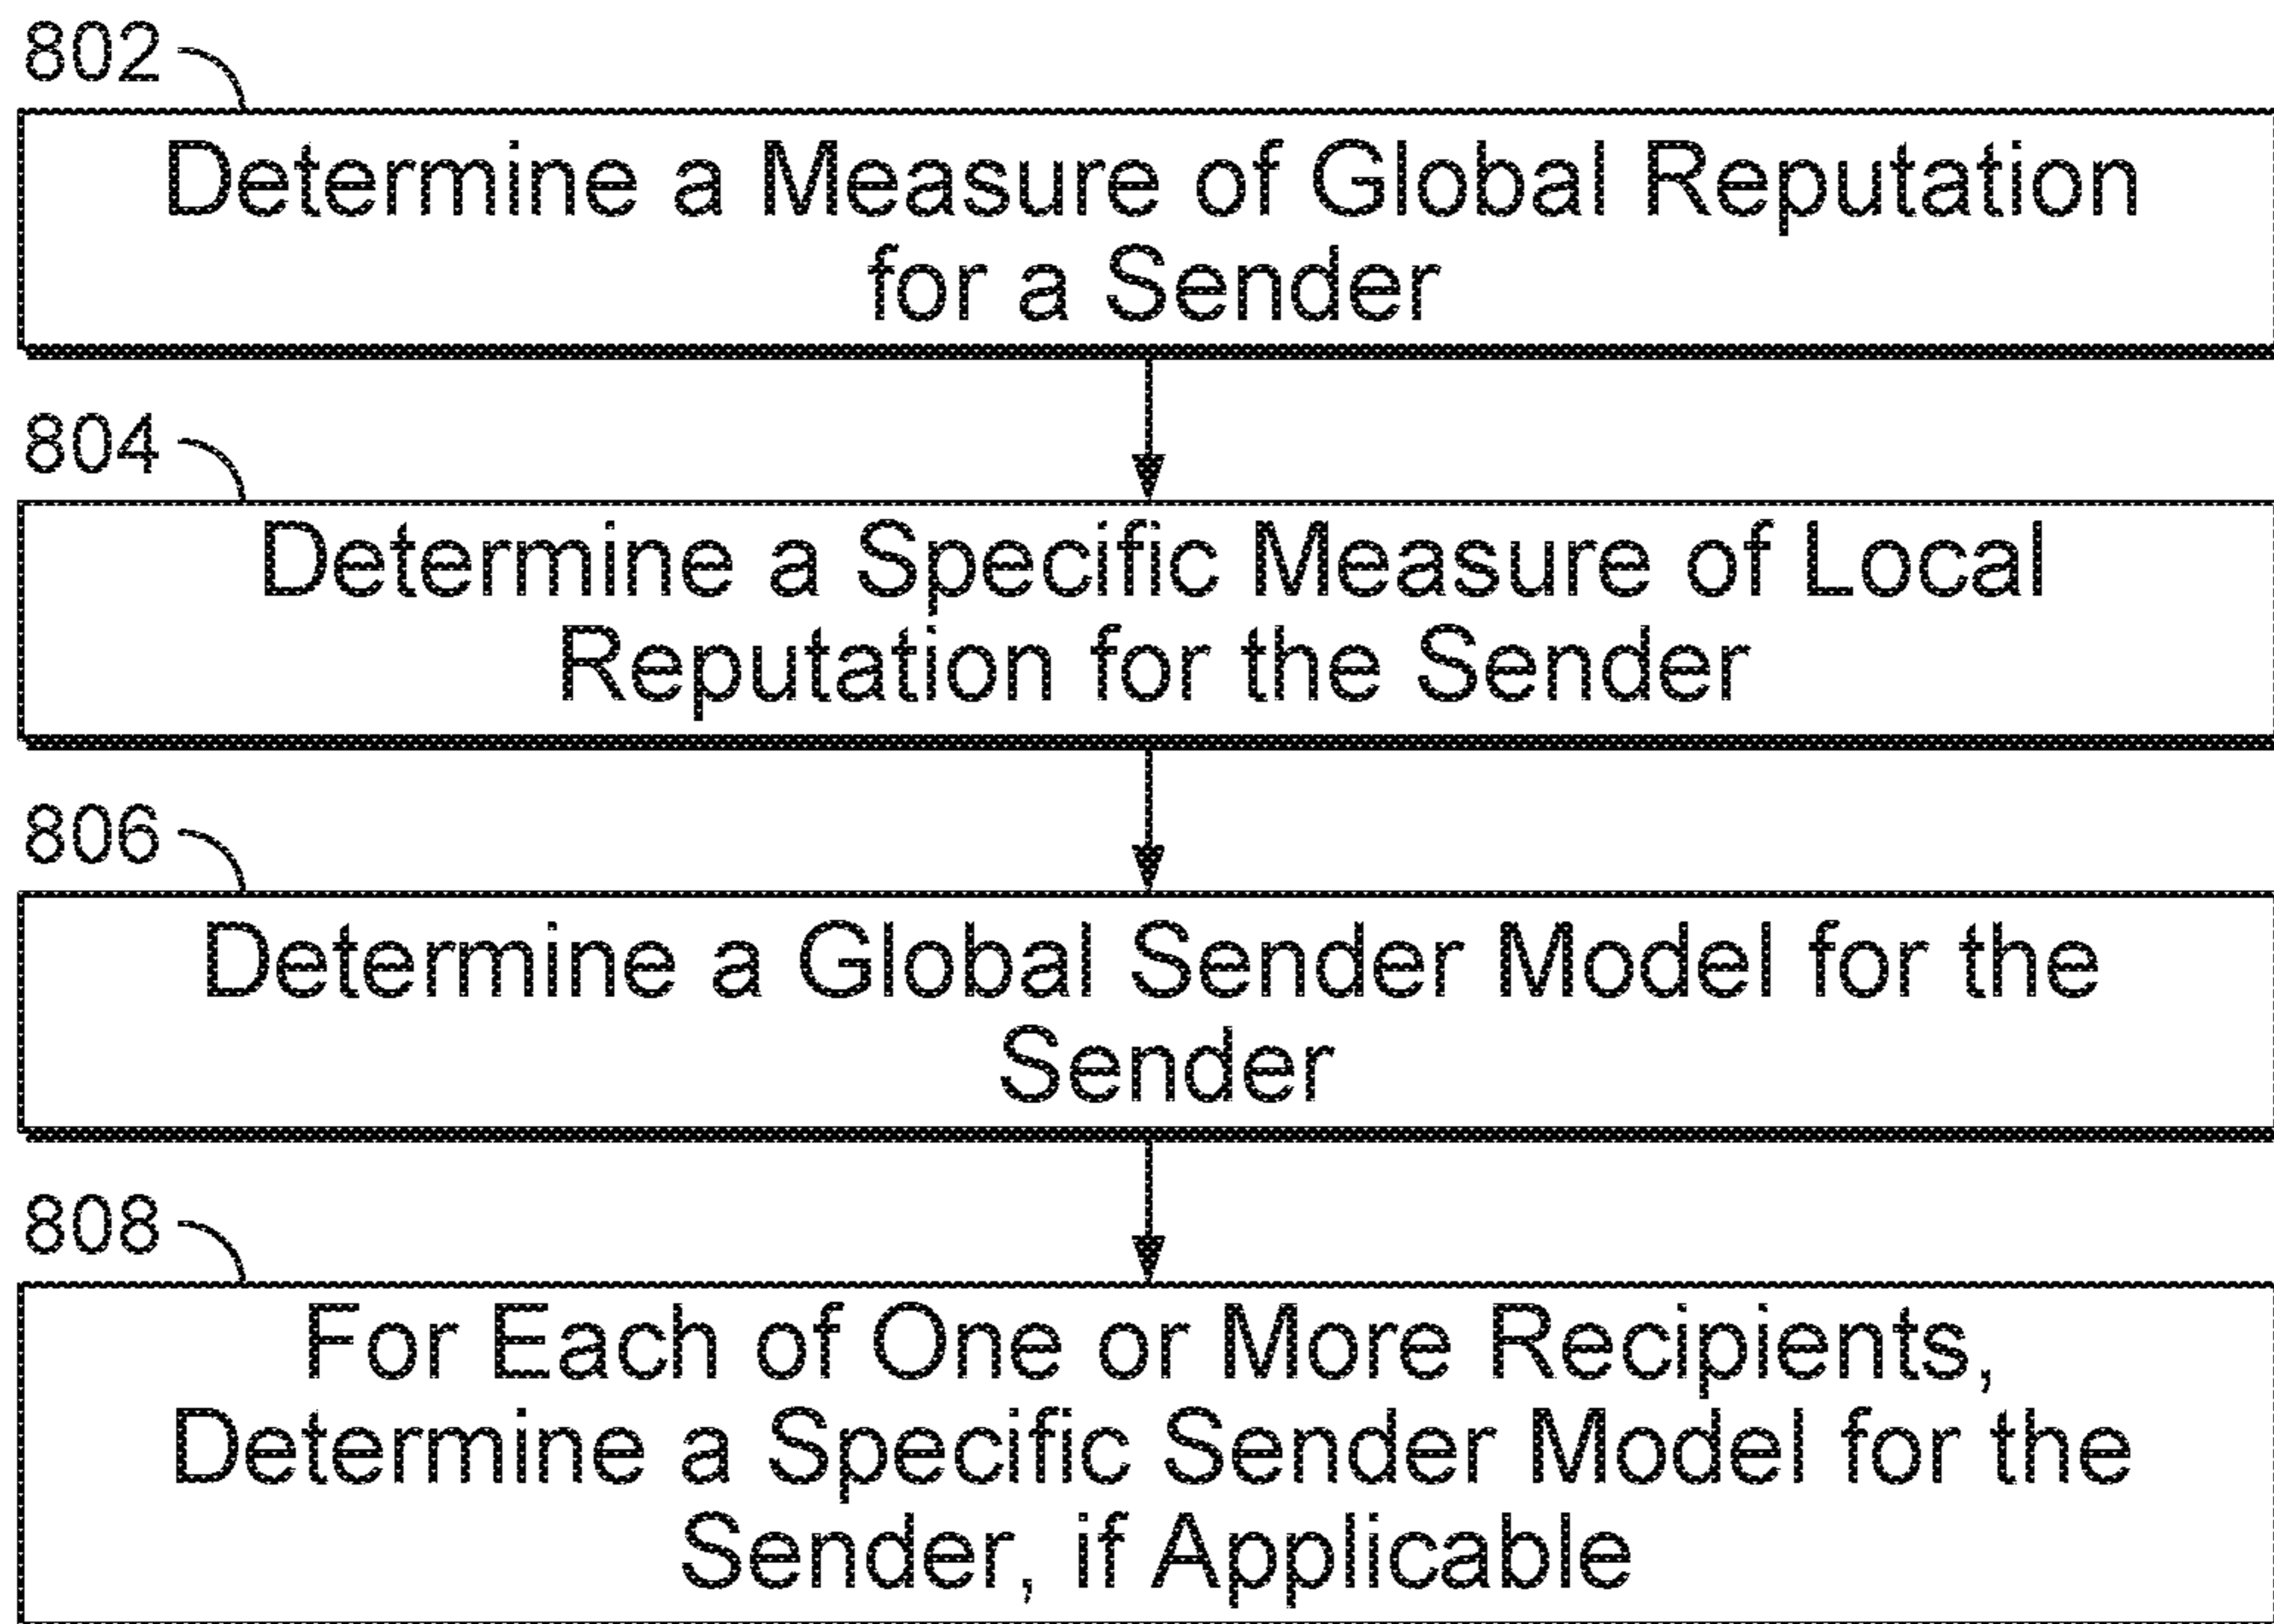 802
Determine a Measure of Global Reputation
for a Sender
804
Determine a Specific Measure of Local
Reputation for the Sender
806
Determine a Global Sender Model for the
Sender
808
For Each of One or More Recipients,
Determine a Specific Sender Model for the
Sender, if Applicable